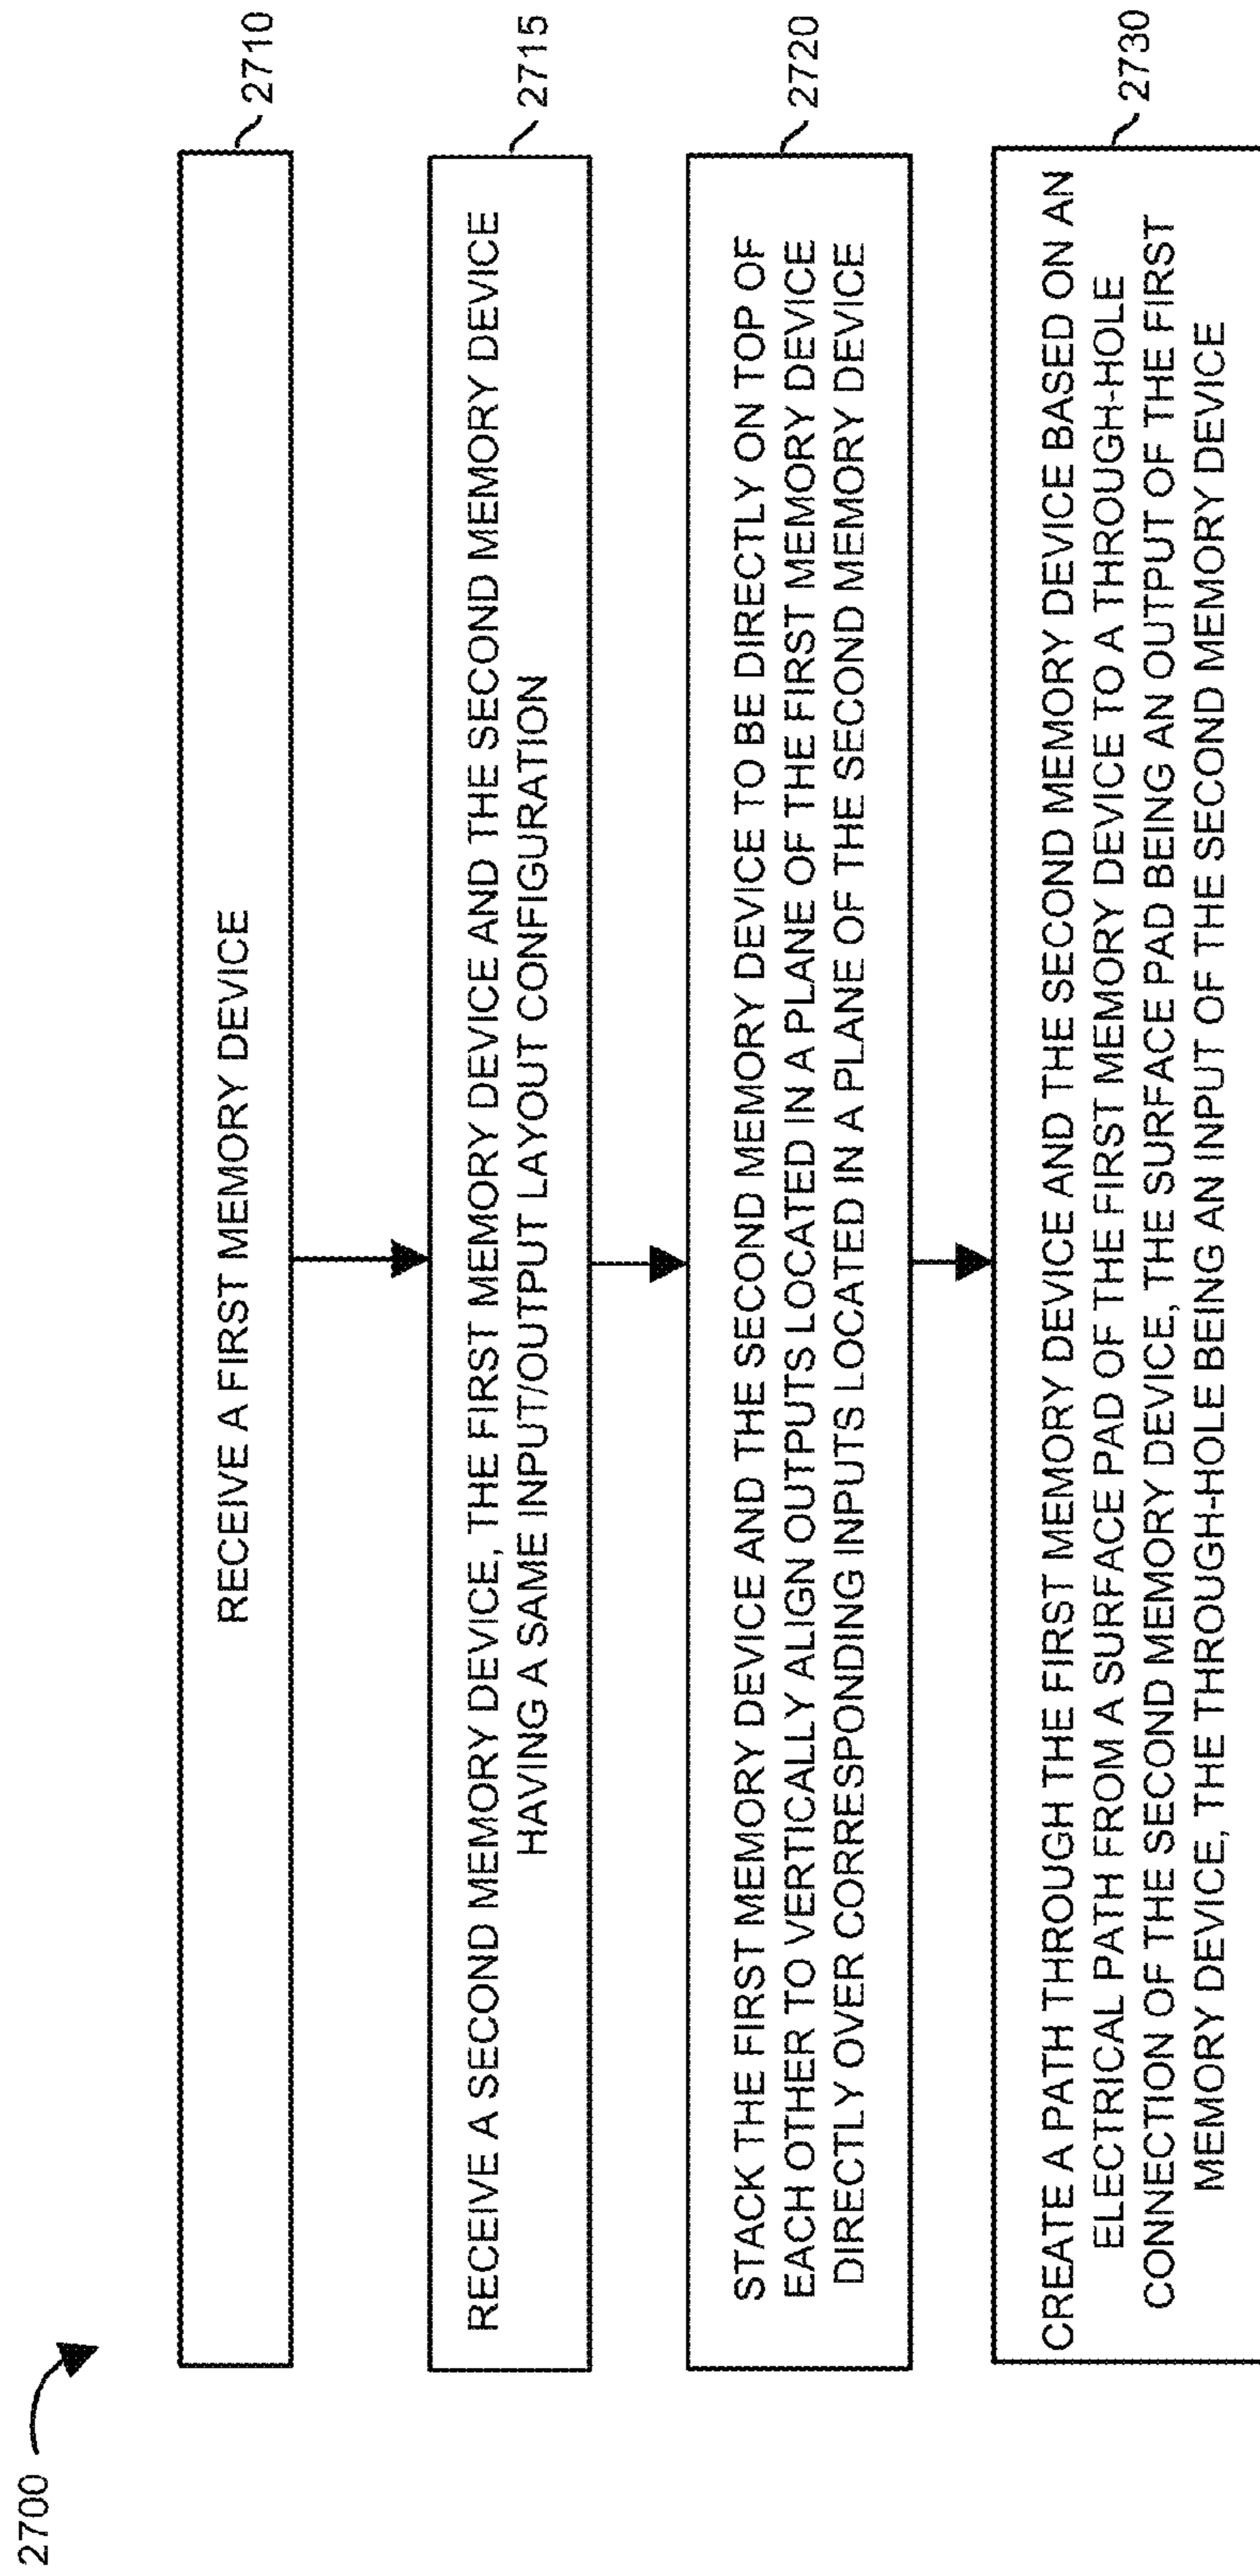 2700
RECEIVE A FIRST MEMORY DEVICE
2710
RECEIVE A SECOND MEMORY DEVICE, THE FIRST MEMORY DEVICE AND THE SECOND MEMORY DEVICE
HAVING A SAME INPUT/OUTPUT LAYOUT CONFIGURATION
2715
STACK THE FIRST MEMORY DEVICE AND THE SECOND MEMORY DEVICE TO BE DIRECTLY ON TOP OF
EACH OTHER TO VERTICALLY ALIGN OUTPUTS LOCATED IN A PLANE OF THE FIRST MEMORY DEVICE
DIRECTLY OVER CORRESPONDING INPUTS LOCATED IN A PLANE OF THE SECOND MEMORY DEVICE
2720
CREATE A PATH THROUGH THE FIRST MEMORY DEVICE AND THE SECOND MEMORY DEVICE BASED ON AN
ELECTRICAL PATH FROM A SURFACE PAD OF THE FIRST MEMORY DEVICE TO A THROUGH-HOLE
CONNECTION OF THE SECOND MEMORY DEVICE, THE SURFACE PAD BEING AN OUTPUT OF THE FIRST
MEMORY DEVICE, THE THROUGH-HOLE BEING AN INPUT OF THE SECOND MEMORY DEVICE
2730